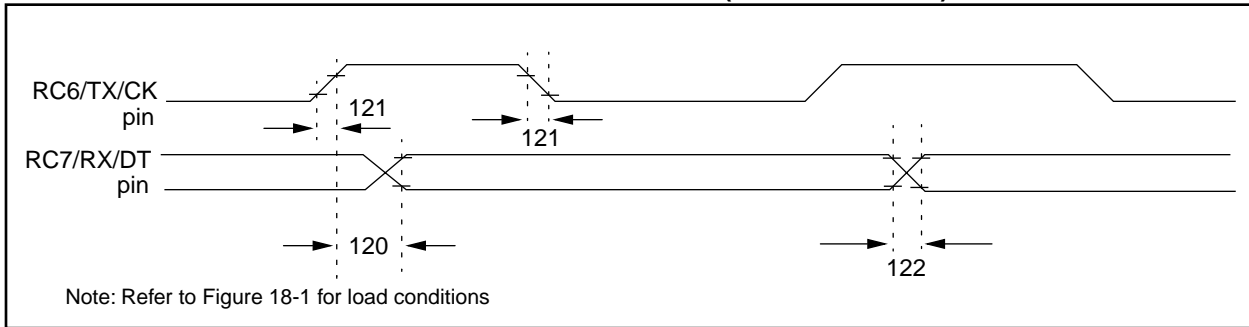 RC6/TX/CK
pin
121
121
RC7/RX/DT
pin
120
122
Note: Refer to Figure 18-1 for load conditions